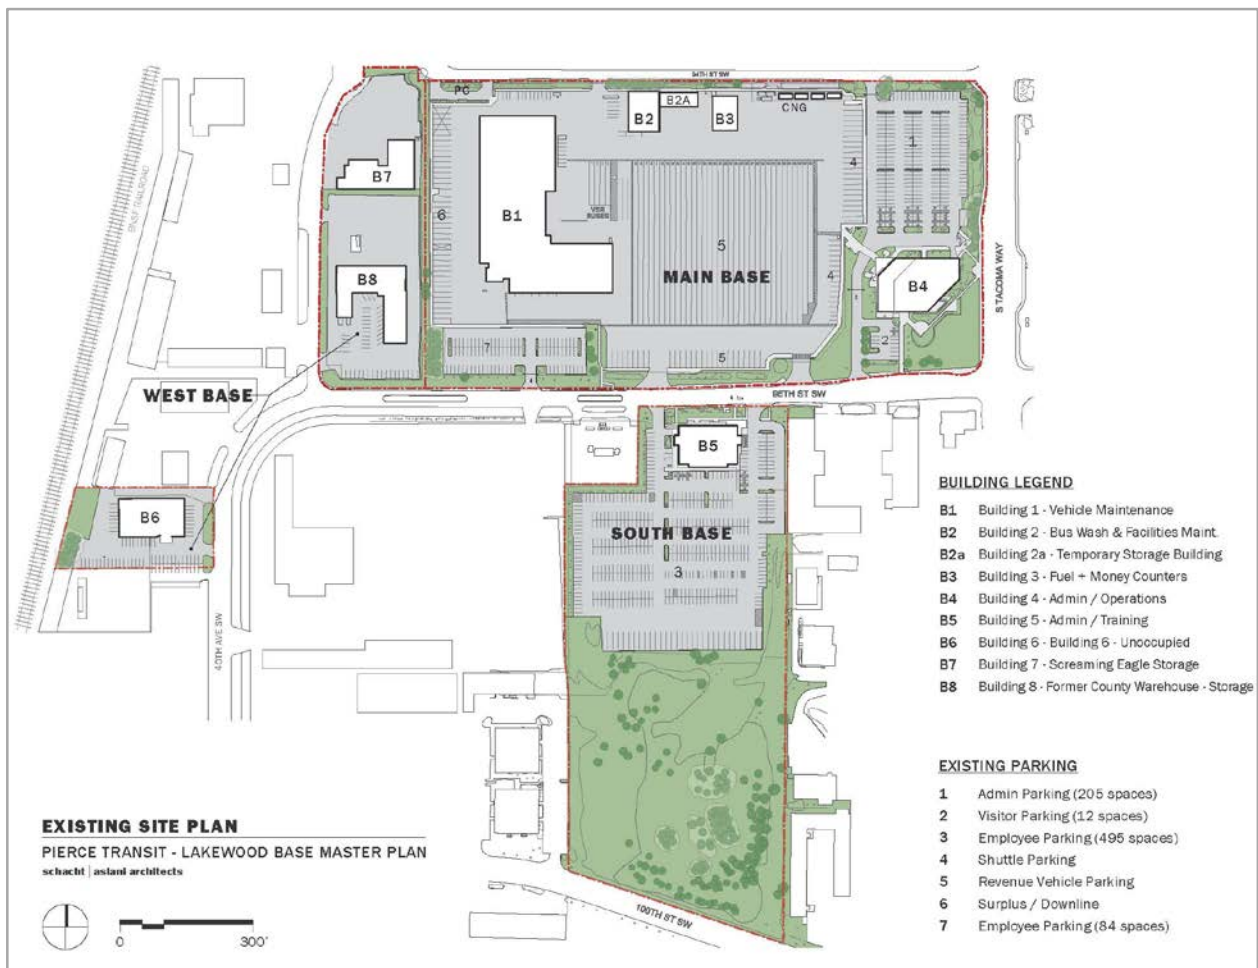 94TH ST SW
PC
B2A
B2
B3
CNG
1
4
B7
BNSF RAILROAD
6
B1
VSB BUSES
5
MAIN BASE
4
B8
B4
S TACOMA WAY
7
5
2
WEST BASE
96TH ST SW
B5
B6
SOUTH BASE
3
40TH AVE SW
100TH ST SW
BUILDING LEGEND
B1 Building 1 - Vehicle Maintenance
B2 Building 2 - Bus Wash & Facilities Maint.
B2a Building 2a - Temporary Storage Building
B3 Building 3 - Fuel + Money Counters
B4 Building 4 - Admin / Operations
B5 Building 5 - Admin / Training
B6 Building 6 - Building 6 - Unoccupied
B7 Building 7 - Screaming Eagle Storage
B8 Building 8 - Former County Warehouse - Storage
EXISTING PARKING
1 Admin Parking (205 spaces)
2 Visitor Parking (12 spaces)
3 Employee Parking (495 spaces)
4 Shuttle Parking
5 Revenue Vehicle Parking
6 Surplus / Downline
7 Employee Parking (84 spaces)
EXISTING SITE PLAN
PIERCE TRANSIT - LAKEWOOD BASE MASTER PLAN
schacht | aslani architects
0 300'